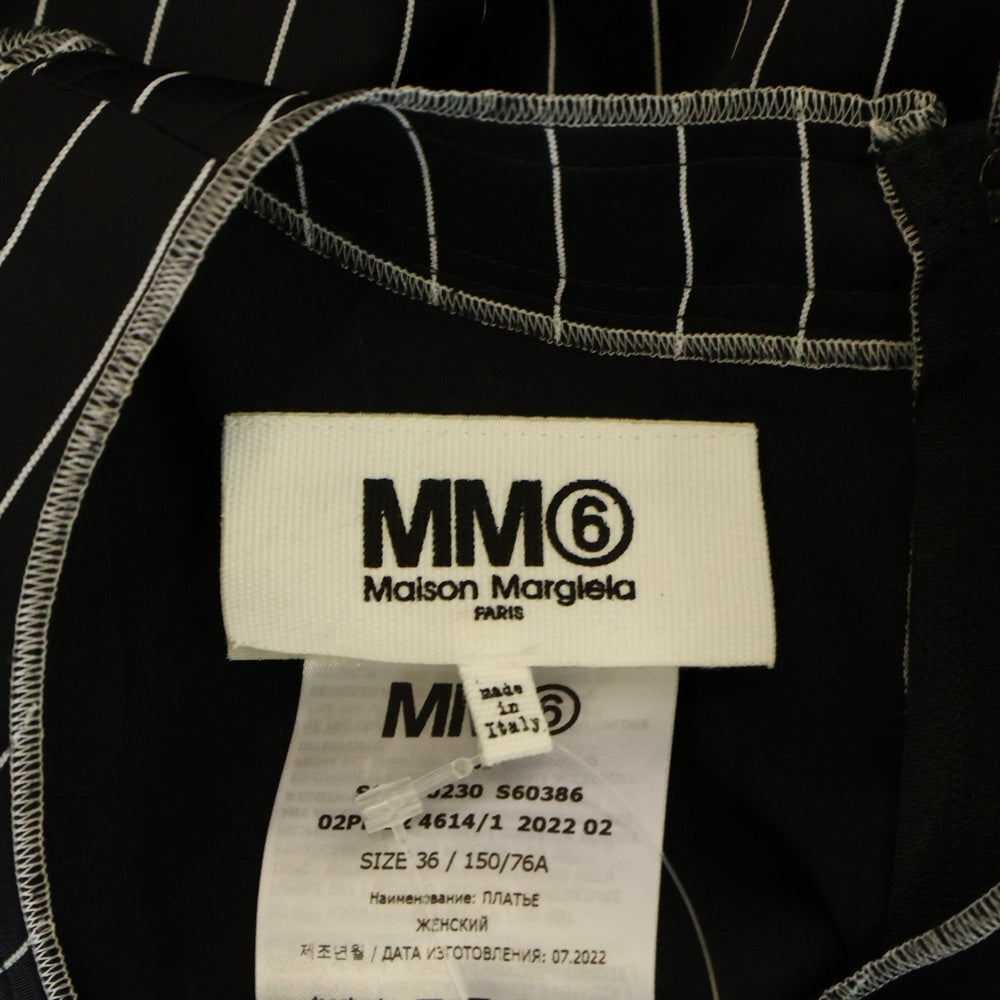 MM⑥
Maison Margiela
PARIS
made
in
Italy
S60386
4614/1 2022 02
SIZE 36 / 150/76A
Наименование: ПЛАТЬЕ
ЖЕНСКИЙ
제조년월 / ДАТА ИЗГОТОВЛЕНИЯ: 07.2022